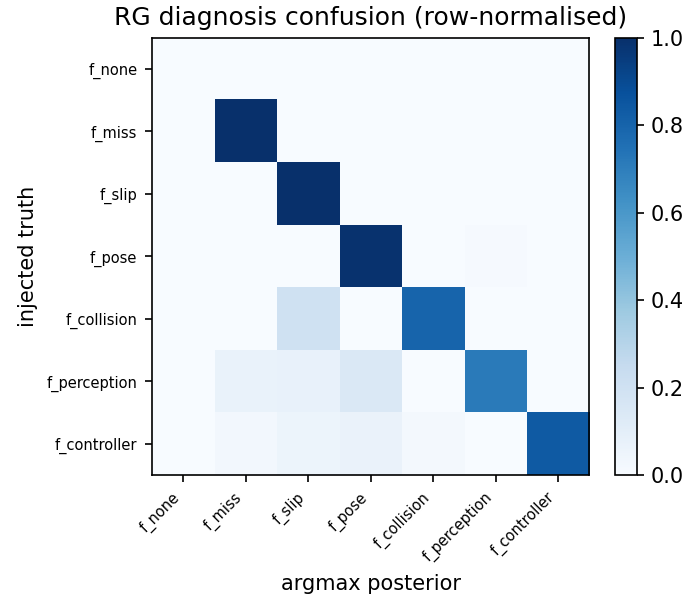 RG diagnosis confusion (row-normalised)
injected truth
f_none
f_miss
f_slip
f_pose
f_collision
f_perception
f_controller
f_none
f_miss
f_slip
f_pose
f_collision
f_perception
f_controller
argmax posterior
1.0
0.8
0.6
0.4
0.2
0.0